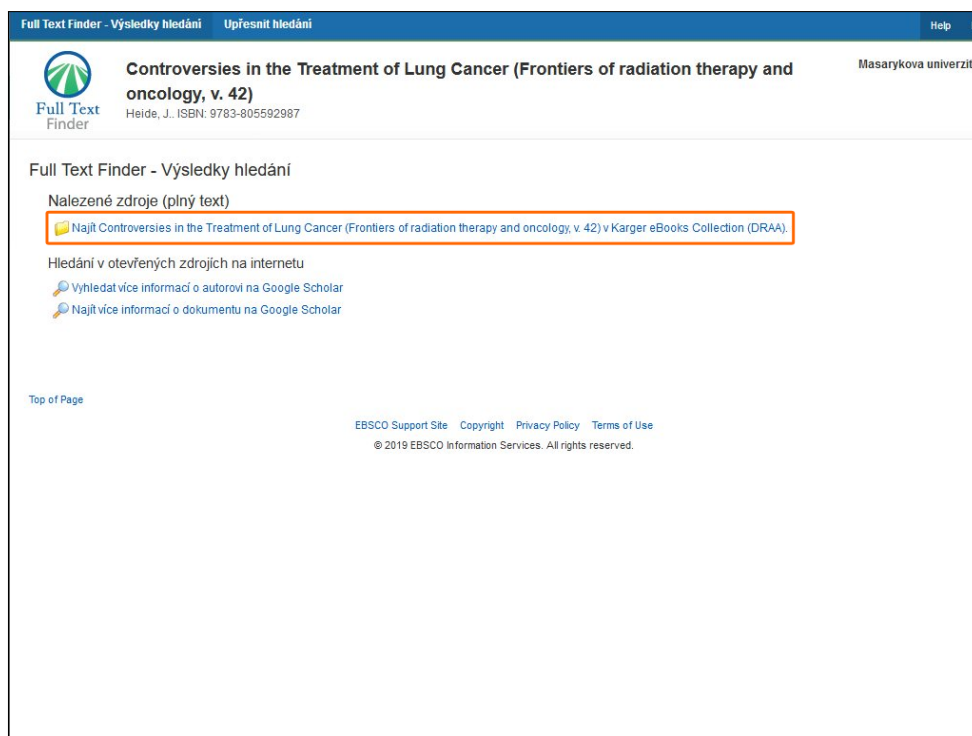 Full Text Finder - Výsledky hledání Upřesnit hledání Help
Full Text
Finder
Controversies in the Treatment of Lung Cancer (Frontiers of radiation therapy and
oncology, v. 42)
Heide, J.. ISBN: 9783-805592987
Masarykova univerzit
Full Text Finder - Výsledky hledání
Nalezené zdroje (plný text)
Najít Controversies in the Treatment of Lung Cancer (Frontiers of radiation therapy and oncology, v. 42) v Karger eBooks Collection (DRAA).
Hledání v otevřených zdrojích na internetu
Vyhledat více informací o autorovi na Google Scholar
Najít více informací o dokumentu na Google Scholar
Top of Page
EBSCO Support Site Copyright Privacy Policy Terms of Use
© 2019 EBSCO Information Services. All rights reserved.